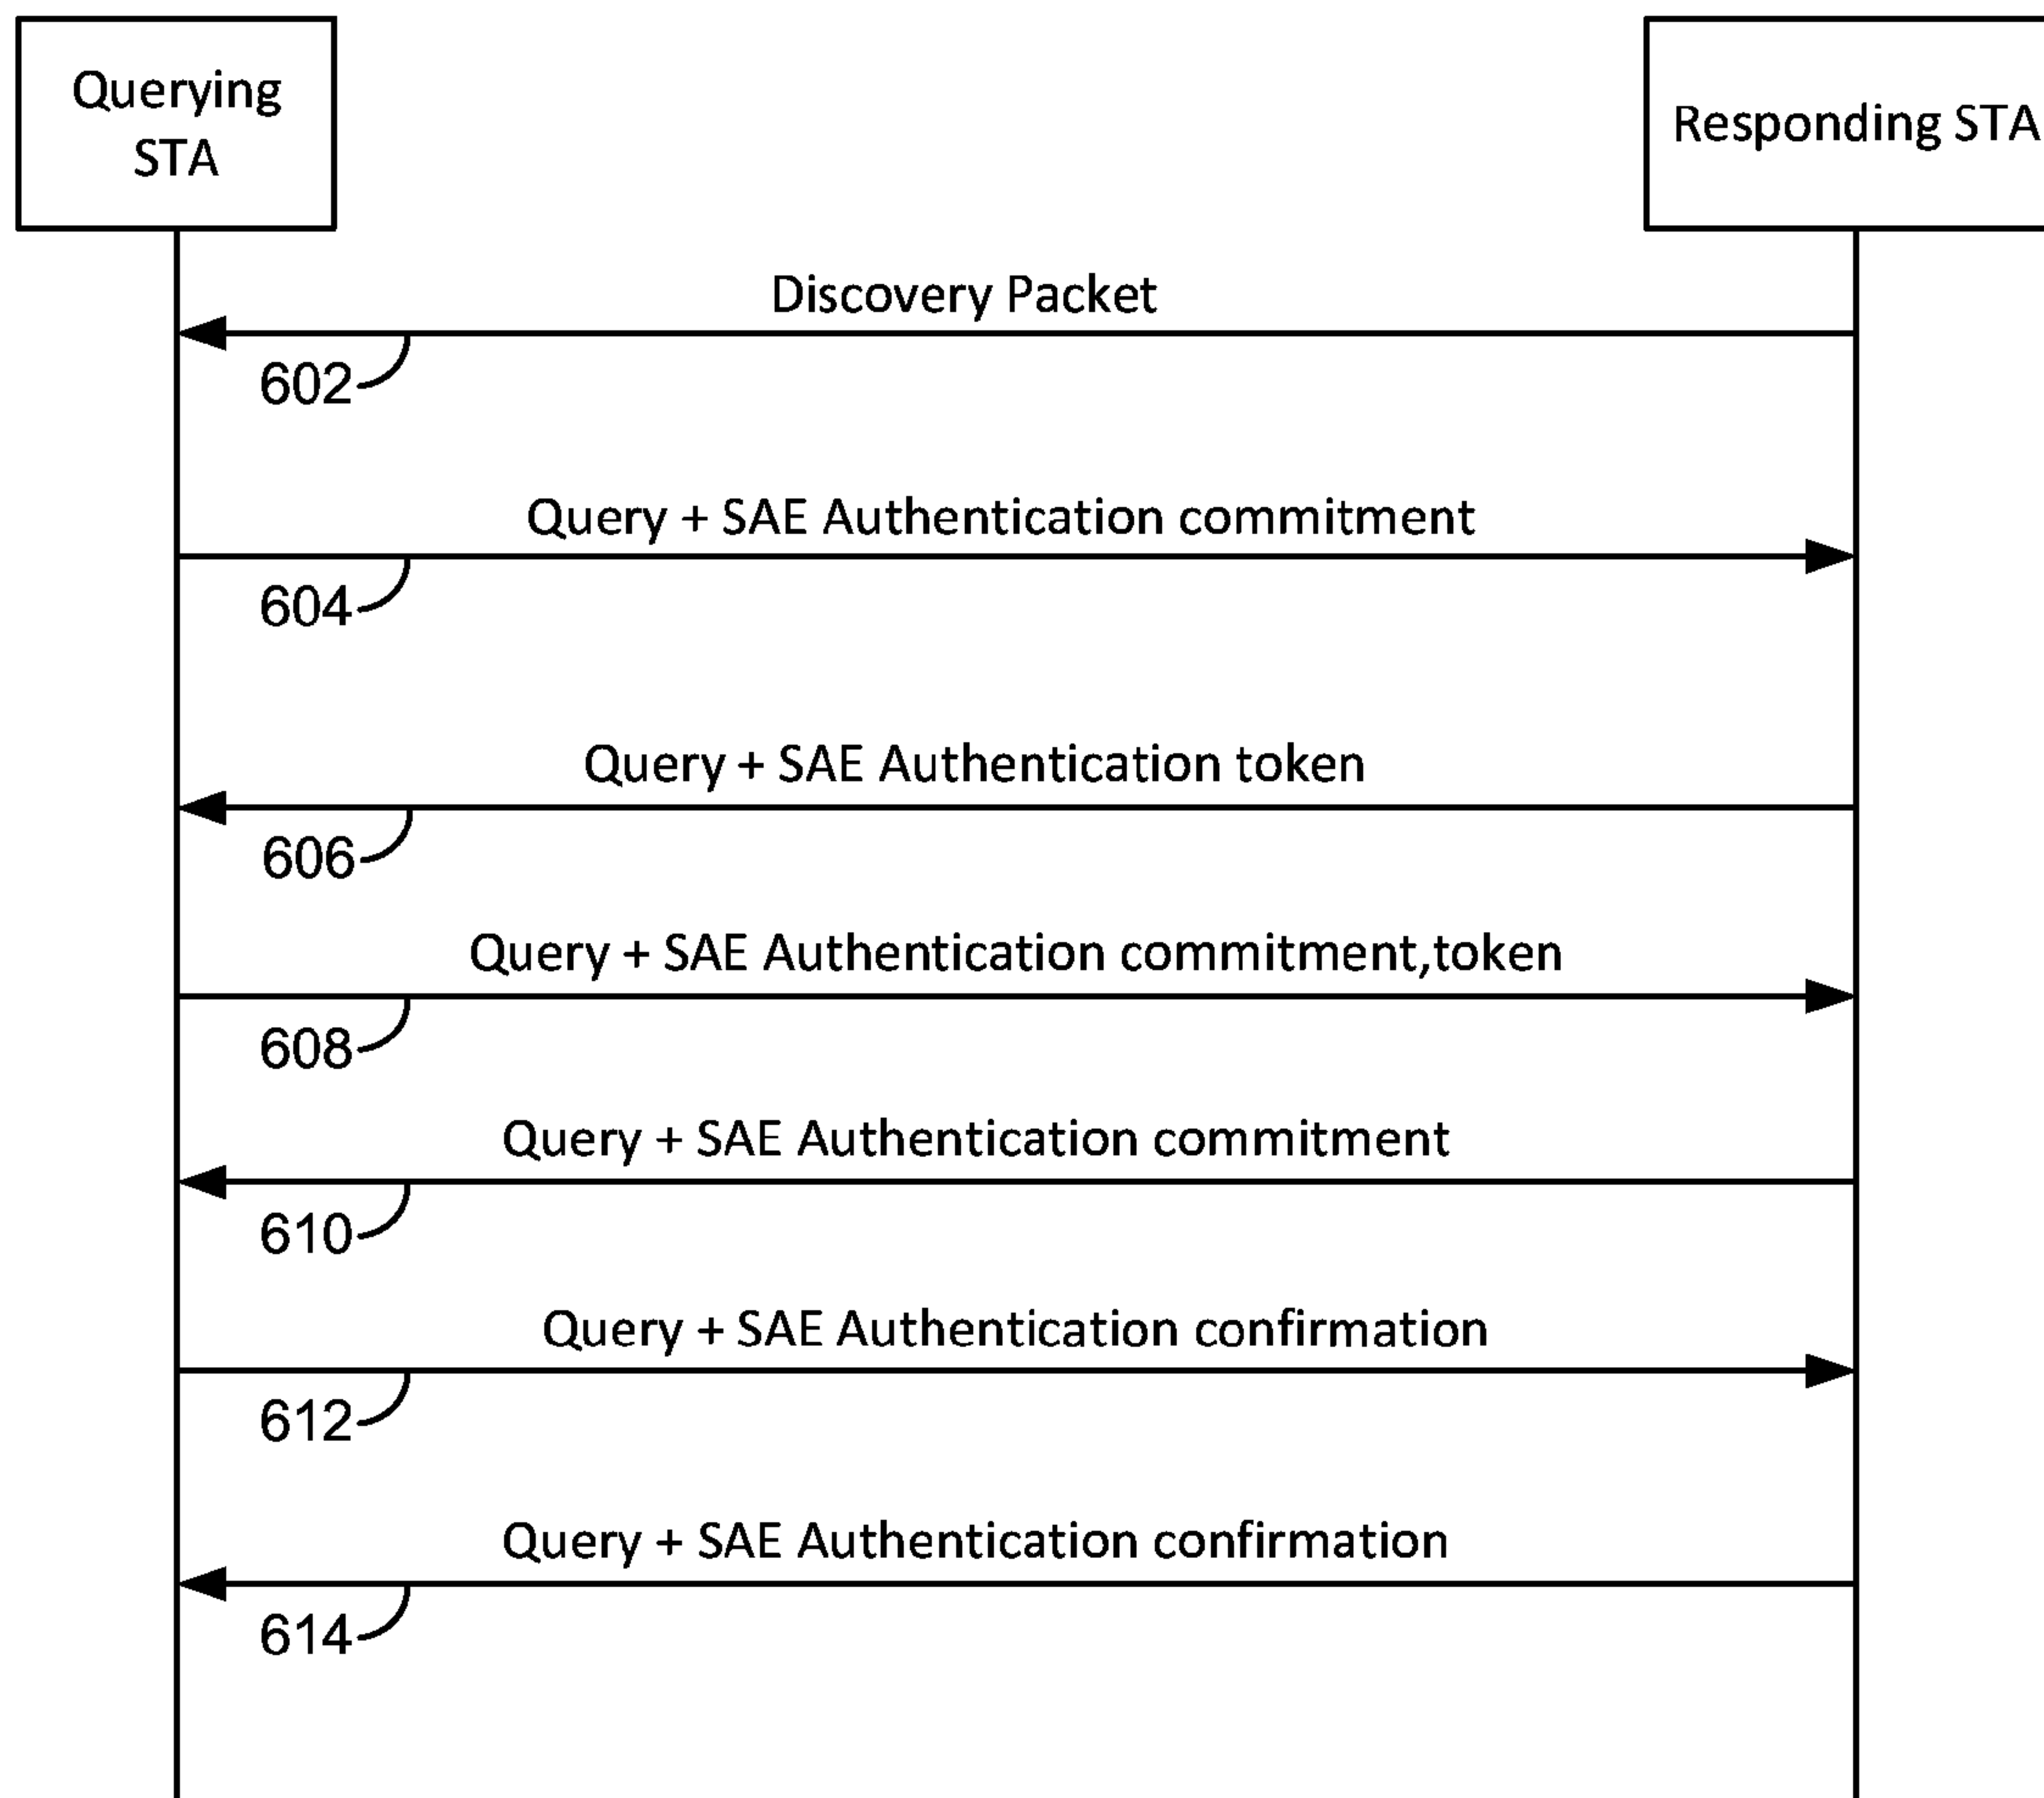 Querying
STA
Responding STA
Discovery Packet
602
Query + SAE Authentication commitment
604
Query + SAE Authentication token
606
Query + SAE Authentication commitment,token
608
Query + SAE Authentication commitment
610
Query + SAE Authentication confirmation
612
Query + SAE Authentication confirmation
614